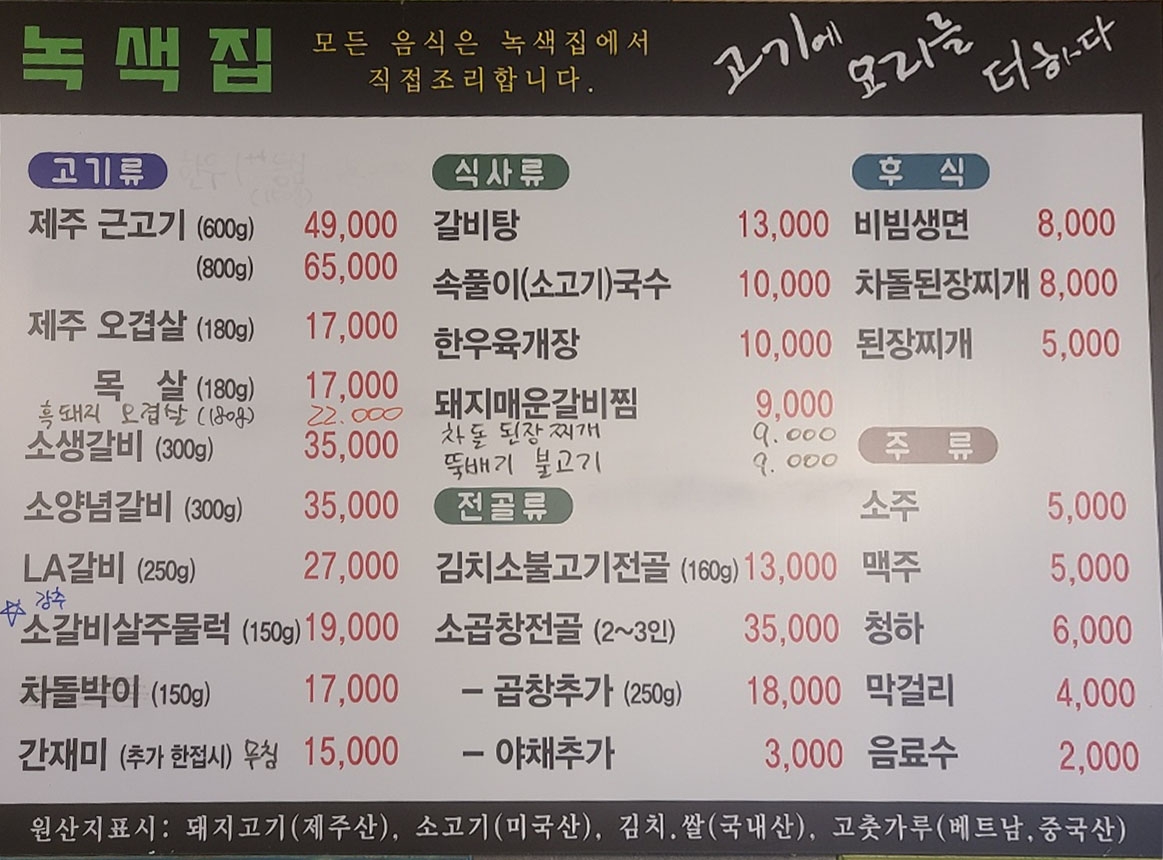 녹색집
모든 음식은 녹색집에서
직접조리합니다.
고기에 요리를 더하다
고기류
제주 근고기 (600g) 49,000
(800g) 65,000
제주 오겹살 (180g) 17,000
목 살 (180g) 17,000
흑돼지 오겹살 (180g) 22.000
소생갈비 (300g) 35,000
소양념갈비 (300g) 35,000
LA갈비 (250g) 27,000
☆ 강추
소갈비살주물럭 (150g) 19,000
차돌박이 (150g) 17,000
간재미 (추가 한접시) 무침 15,000
식사류
갈비탕 13,000
속풀이(소고기)국수 10,000
한우육개장 10,000
돼지매운갈비찜 9,000
차돌 된장찌개 9.000
뚝배기 불고기 9.000
전골류
김치소불고기전골 (160g) 13,000
소곱창전골 (2~3인) 35,000
– 곱창추가 (250g) 18,000
– 야채추가 3,000
후 식
비빔생면 8,000
차돌된장찌개 8,000
된장찌개 5,000
주 류
소주 5,000
맥주 5,000
청하 6,000
막걸리 4,000
음료수 2,000
원산지표시: 돼지고기(제주산), 소고기(미국산), 김치.쌀(국내산), 고춧가루(베트남,중국산)